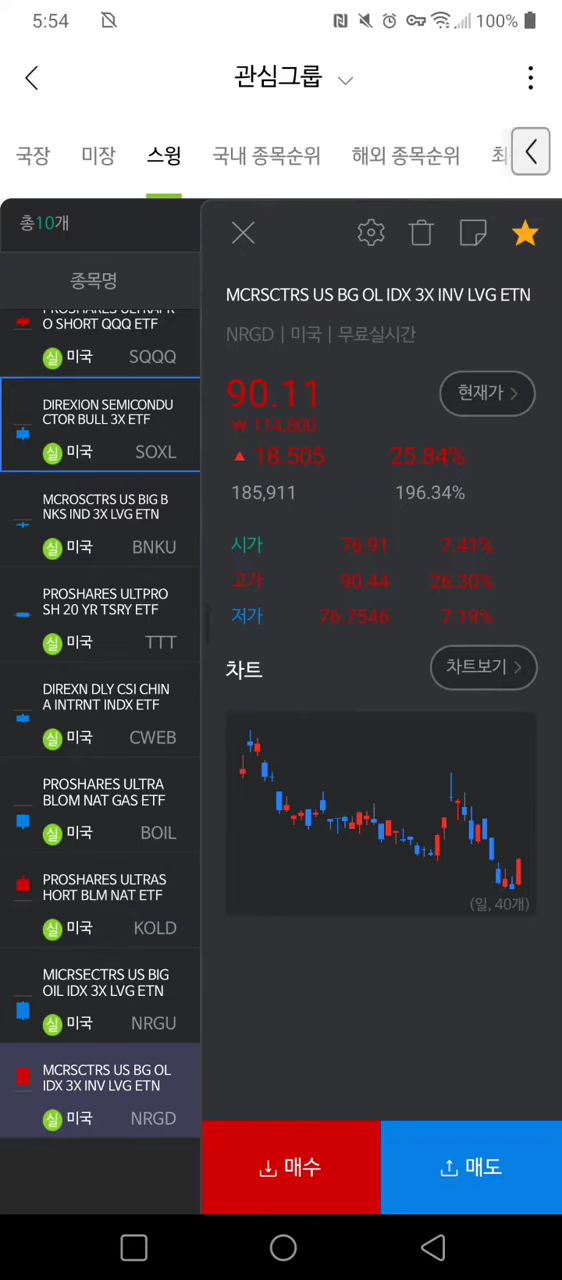 5:54
100%
관심그룹
국장 미장 스윙 국내 종목순위 해외 종목순위 최
총10개
종목명
PROSHARES ULTRAPR
O SHORT QQQ ETF
실 미국 SQQQ
DIREXION SEMICONDU
CTOR BULL 3X ETF
실 미국 SOXL
MCROSCTRS US BIG B
NKS IND 3X LVG ETN
실 미국 BNKU
PROSHARES ULTPRO
SH 20 YR TSRY ETF
실 미국 TTT
DIREXN DLY CSI CHIN
A INTRNT INDX ETF
실 미국 CWEB
PROSHARES ULTRA
BLOM NAT GAS ETF
실 미국 BOIL
PROSHARES ULTRAS
HORT BLM NAT ETF
실 미국 KOLD
MICRSECTRS US BIG
OIL IDX 3X LVG ETN
실 미국 NRGU
MCRSCTRS US BG OL
IDX 3X INV LVG ETN
실 미국 NRGD
MCRSCTRS US BG OL IDX 3X INV LVG ETN
NRGD | 미국 | 무료실시간
90.11
현재가 >
₩ 114,800
▲ 18.505 25.84%
185,911 196.34%
시가 76.91 7.41%
고가 90.44 26.30%
저가 76.7546 7.19%
차트
차트보기 >
(일, 40개)
매수
매도